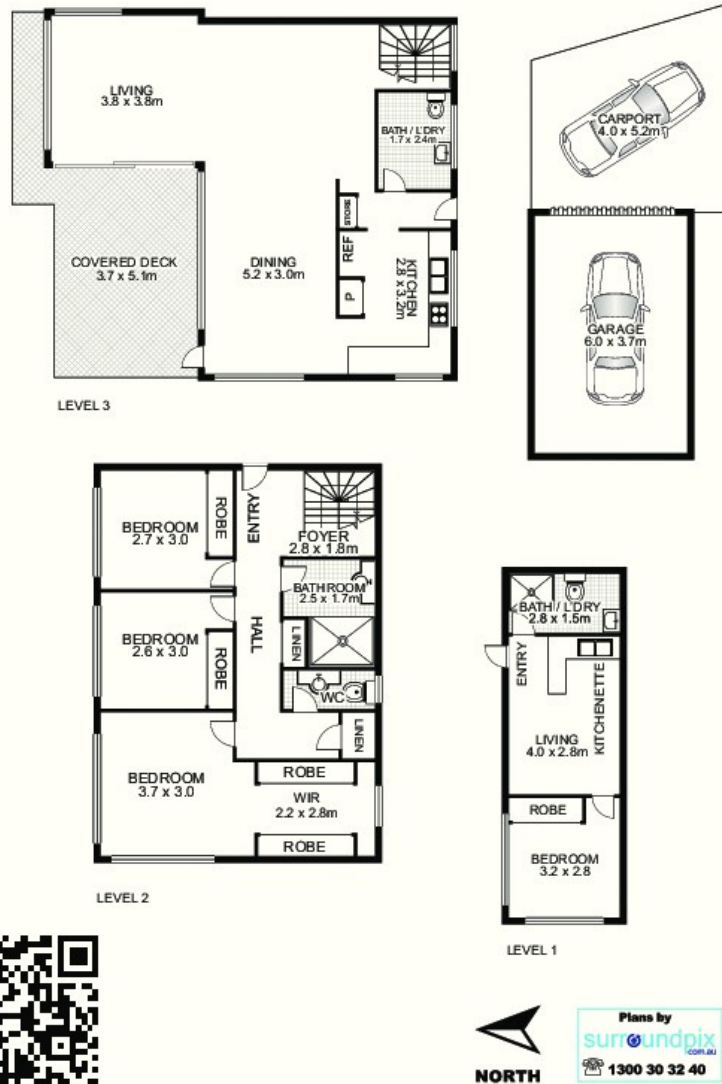 LIVING
3.8 x 3.8m
BATH / L'DRY
1.7 x 2.4m
CARPORT
4.0 x 5.2m
STORE
COVERED DECK
3.7 x 5.1m
DINING
5.2 x 3.0m
REF
P
KITCHEN
2.8 x 3.2m
GARAGE
6.0 x 3.7m
LEVEL 3
BEDROOM
2.7 x 3.0
ROBE
ENTRY
FOYER
2.8 x 1.8m
BATHROOM
2.5 x 1.7m
BEDROOM
2.6 x 3.0
ROBE
HALL
LINEN
WC
LINEN
BEDROOM
3.7 x 3.0
ROBE
WIR
2.2 x 2.8m
ROBE
LEVEL 2
BATH / L'DRY
2.8 x 1.5m
ENTRY
KITCHENETTE
LIVING
4.0 x 2.8m
ROBE
BEDROOM
3.2 x 2.8
LEVEL 1
NORTH
Plans by
surroundpix
.com.au
1300 30 32 40